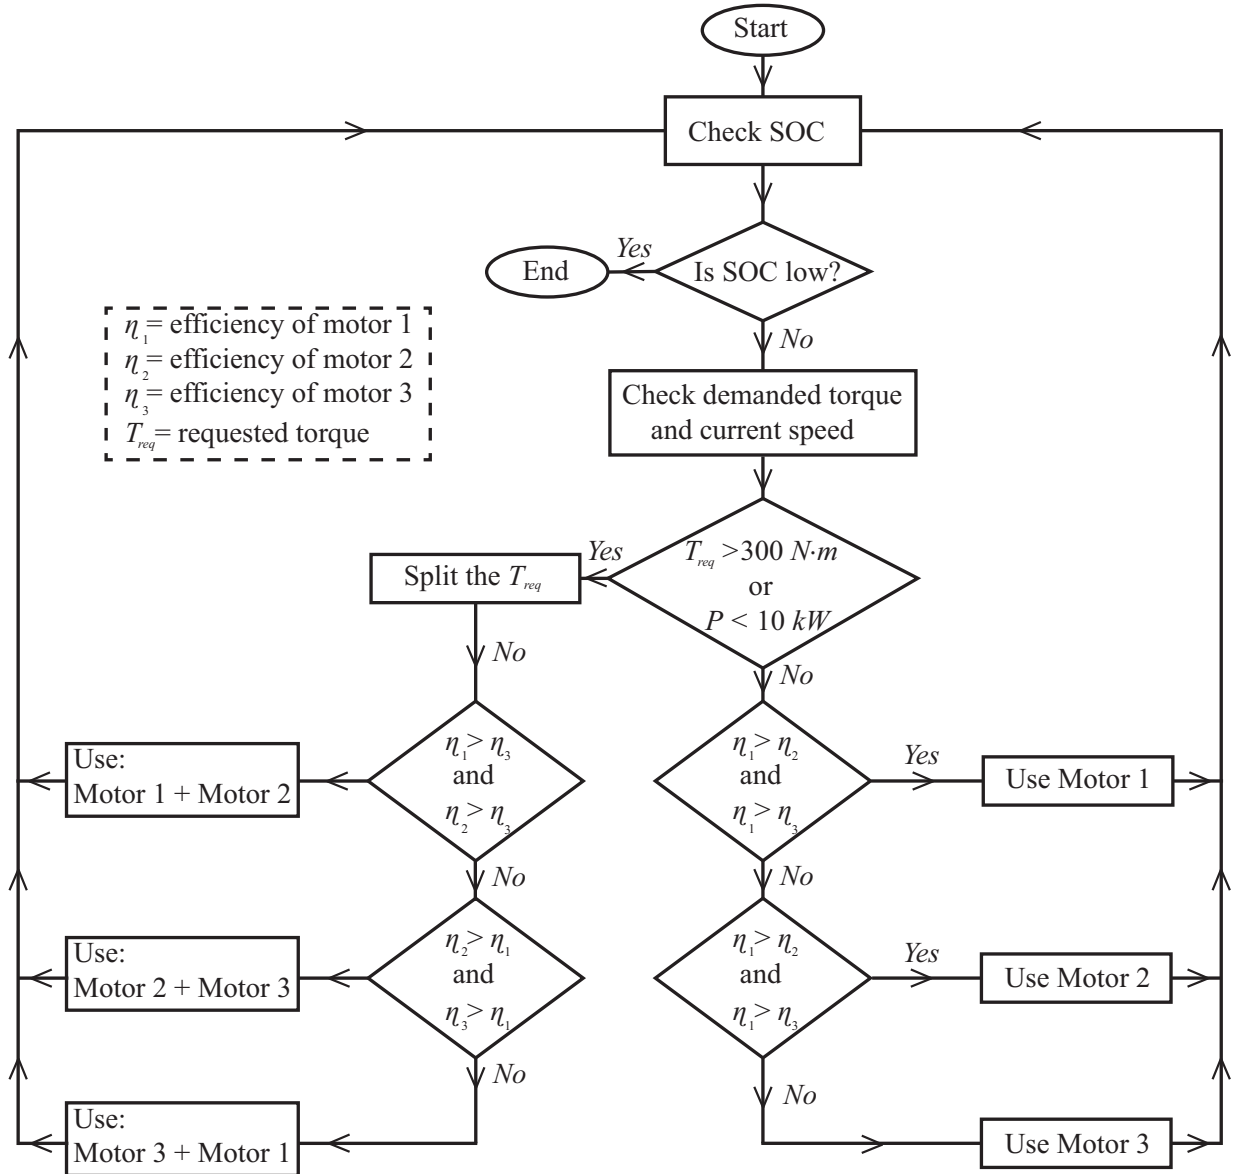 Start
Check SOC
Is SOC low?
Yes
End
No
η₁= efficiency of motor 1
η₂= efficiency of motor 2
η₃= efficiency of motor 3
T_req= requested torque
Check demanded torque
and current speed
T_req >300 N·m
or
P < 10 kW
Yes
Split the T_req
No
No
η₁> η₃
and
η₂> η₃
Use:
Motor 1 + Motor 2
η₁> η₂
and
η₁> η₃
Yes
Use Motor 1
No
No
η₂> η₁
and
η₃> η₁
Use:
Motor 2 + Motor 3
η₁> η₂
and
η₁> η₃
Yes
Use Motor 2
No
No
Use:
Motor 3 + Motor 1
Use Motor 3